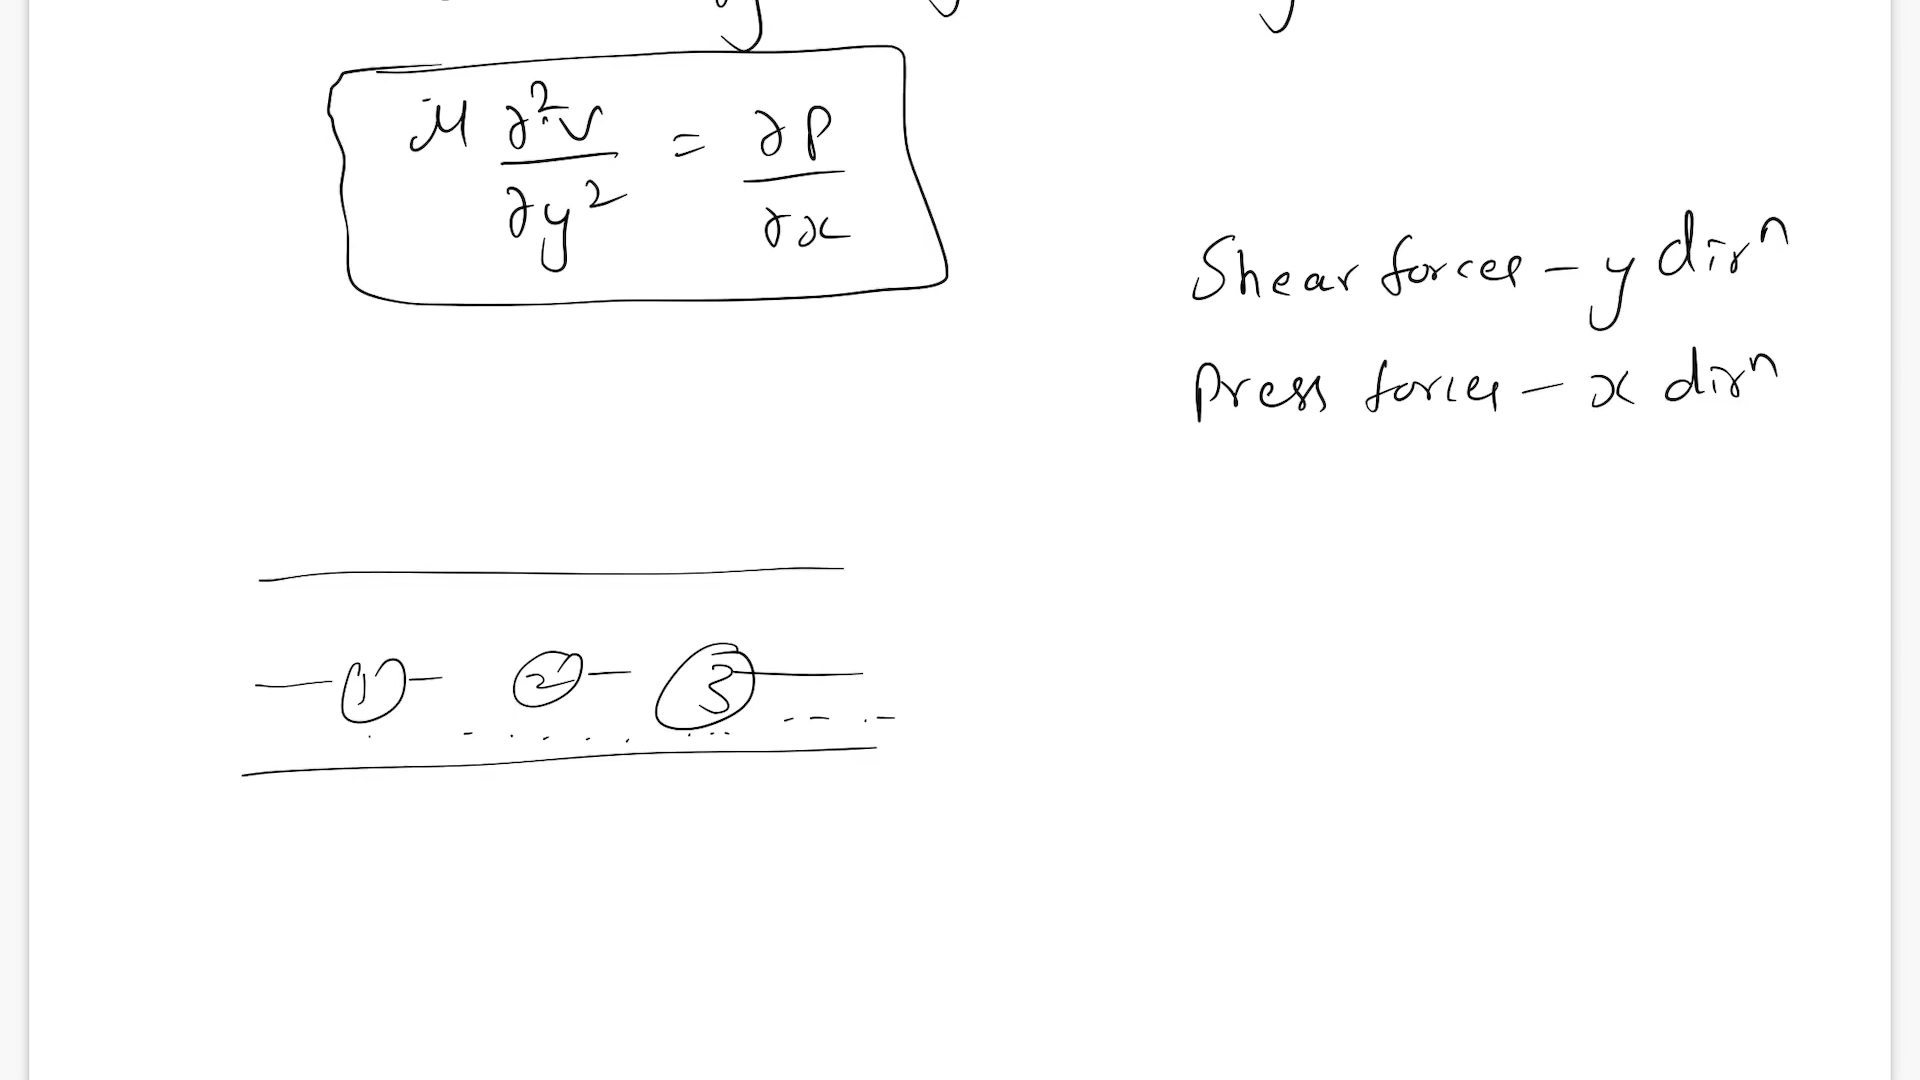 μ ∂²v / ∂y² = ∂P / ∂x
Shear forces - y dirⁿ
Press forces - x dirⁿ
1 2 3